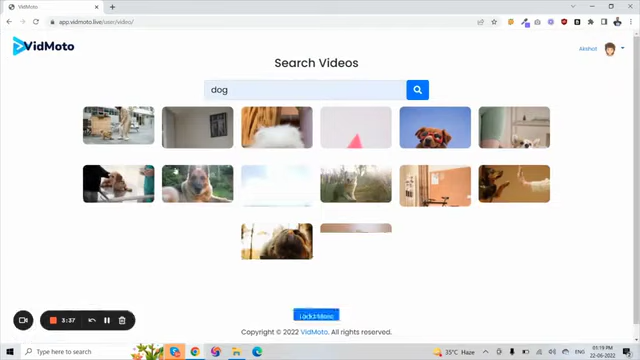 VidMoto
app.vidmoto.live/user/video/
VidMoto
Akshat
Search Videos
dog
Load More
Copyright © 2022 VidMoto. All rights reserved.
3:37
Type here to search
35°C Haze
ENG
01:19 PM
22-06-2022